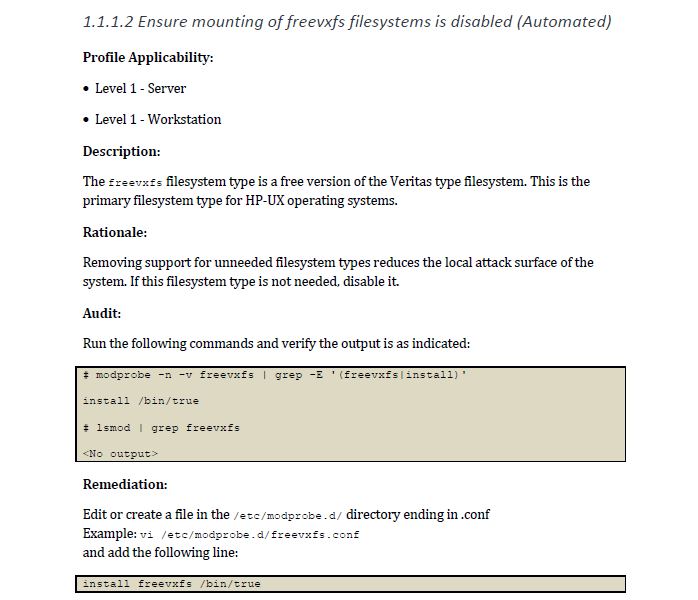 1.1.1.2 Ensure mounting of freevxfs filesystems is disabled (Automated)
Profile Applicability:
• Level 1 - Server
• Level 1 - Workstation
Description:
The freevxfs filesystem type is a free version of the Veritas type filesystem. This is the
primary filesystem type for HP-UX operating systems.
Rationale:
Removing support for unneeded filesystem types reduces the local attack surface of the
system. If this filesystem type is not needed, disable it.
Audit:
Run the following commands and verify the output is as indicated:
# modprobe -n -v freevxfs | grep -E '(freevxfs|install)'
install /bin/true
# lsmod | grep freevxfs
<No output>
Remediation:
Edit or create a file in the /etc/modprobe.d/ directory ending in .conf
Example: vi /etc/modprobe.d/freevxfs.conf
and add the following line:
install freevxfs /bin/true